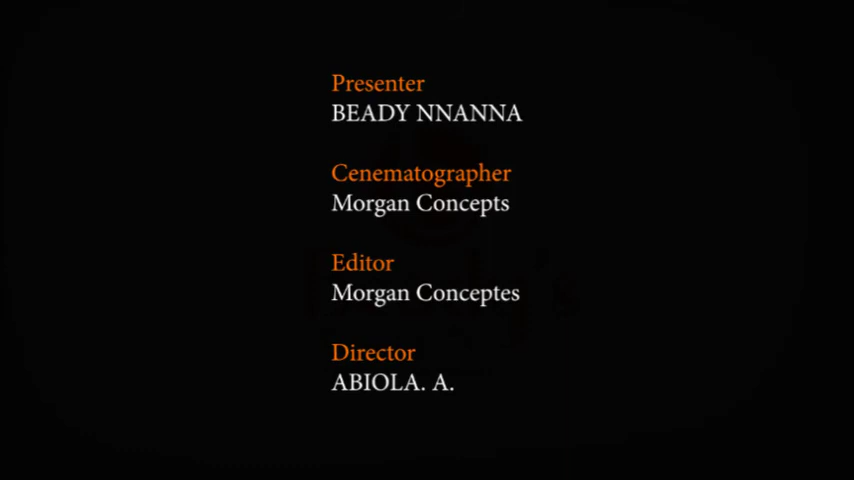 Presenter
BEADY NNANNA
Cenematographer
Morgan Concepts
Editor
Morgan Conceptes
Director
ABIOLA. A.